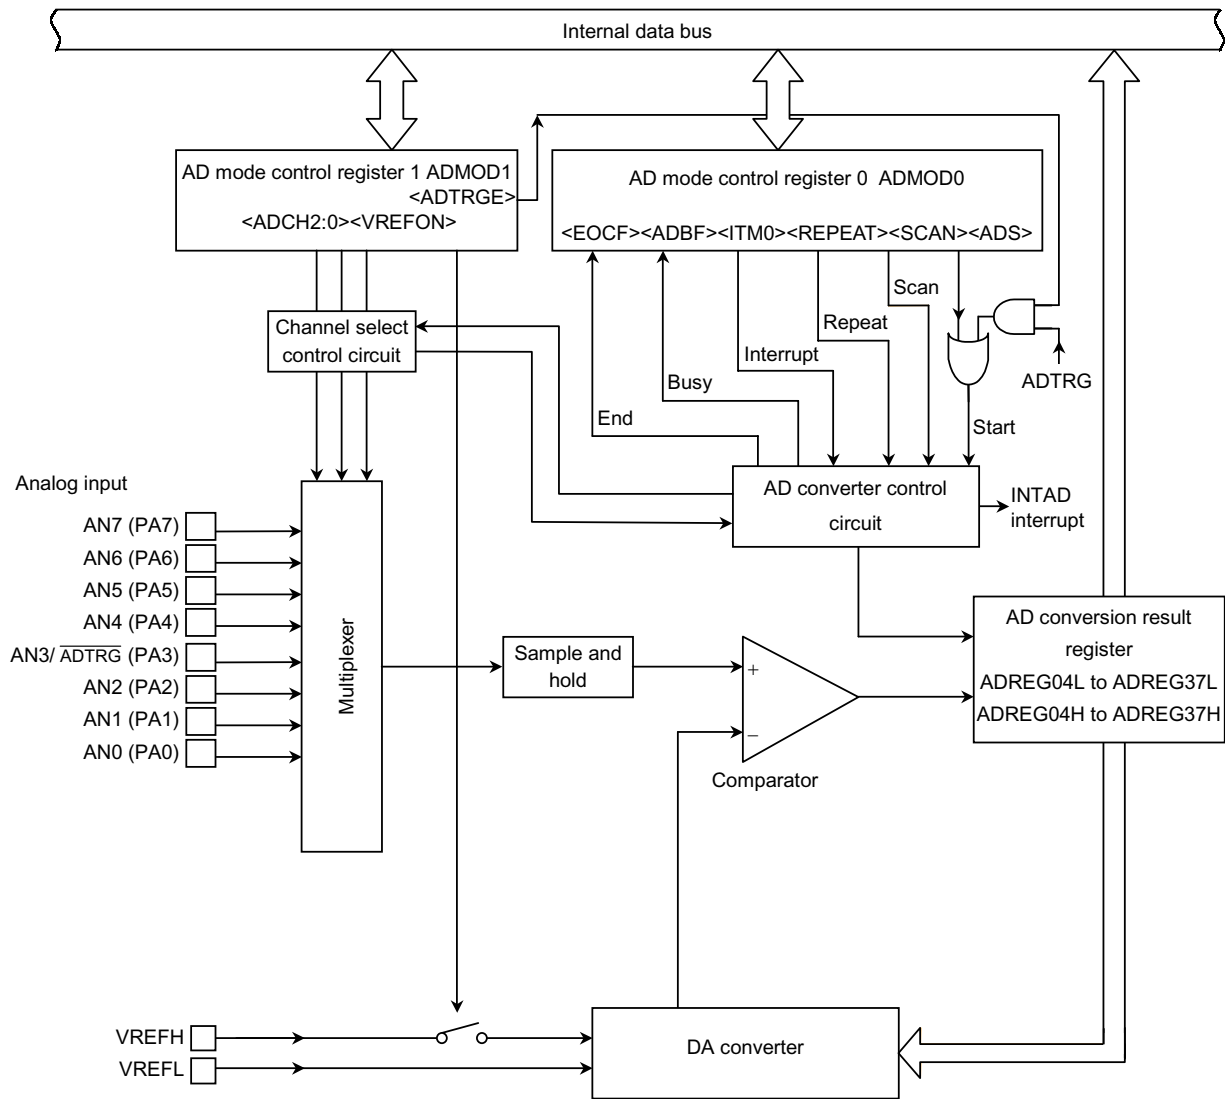 Internal data bus
AD mode control register 1 ADMOD1
<ADTRGE>
<ADCH2:0><VREFON>
AD mode control register 0 ADMOD0
<EOCF><ADBF><ITM0><REPEAT><SCAN><ADS>
Channel select
control circuit
Scan
Repeat
Interrupt
Busy
End
ADTRG
Start
AD converter control
circuit
INTAD
interrupt
Analog input
AN7 (PA7)
AN6 (PA6)
AN5 (PA5)
AN4 (PA4)
AN3/ ADTRG (PA3)
AN2 (PA2)
AN1 (PA1)
AN0 (PA0)
Multiplexer
Sample and
hold
+
−
Comparator
AD conversion result
register
ADREG04L to ADREG37L
ADREG04H to ADREG37H
VREFH
VREFL
DA converter